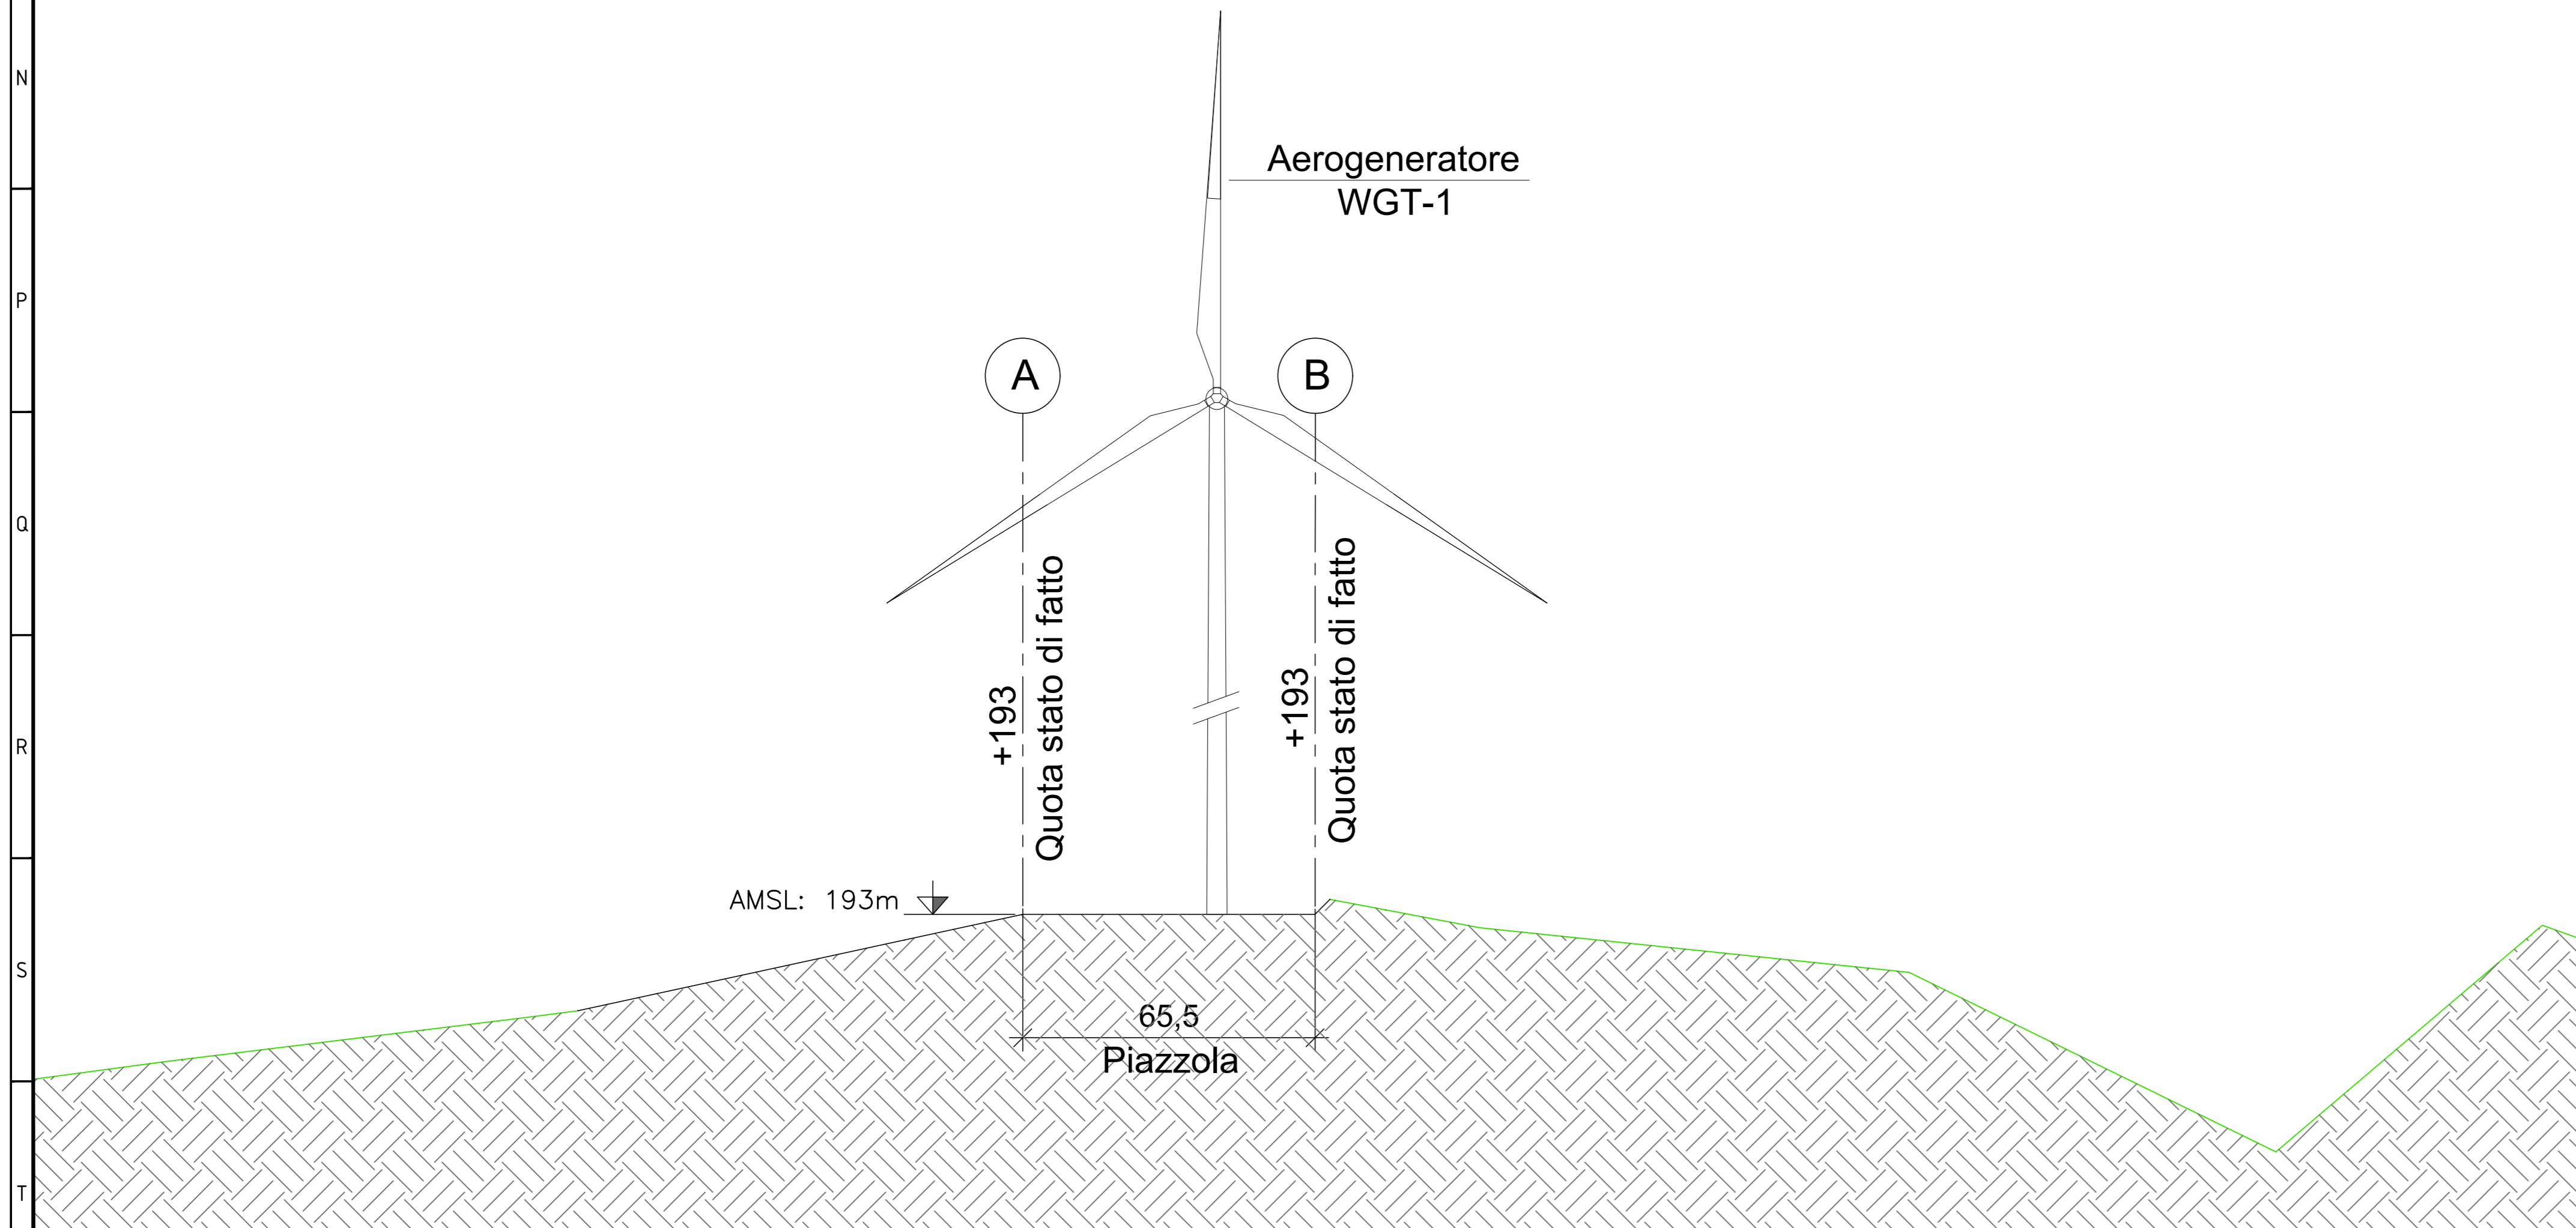 N
Aerogeneratore
WGT-1
P
A
B
Q
+193
Quota stato di fatto
+193
Quota stato di fatto
R
AMSL: 193m
S
65,5
Piazzola
T